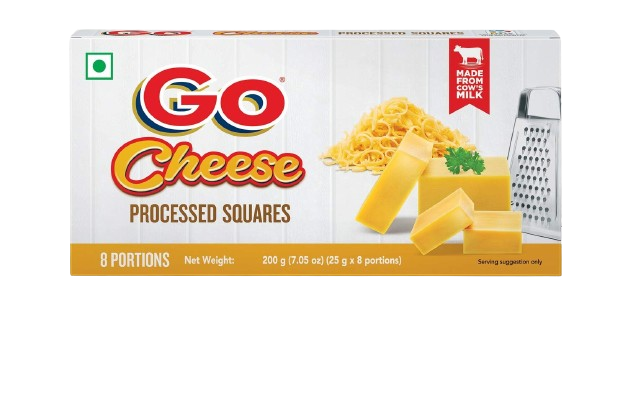 PROCESSED SQUARES
GO®
Cheese
PROCESSED SQUARES
MADE
FROM
COW'S
MILK
8 PORTIONS Net Weight: 200 g (7.05 oz) (25 g x 8 portions)
Serving suggestion only